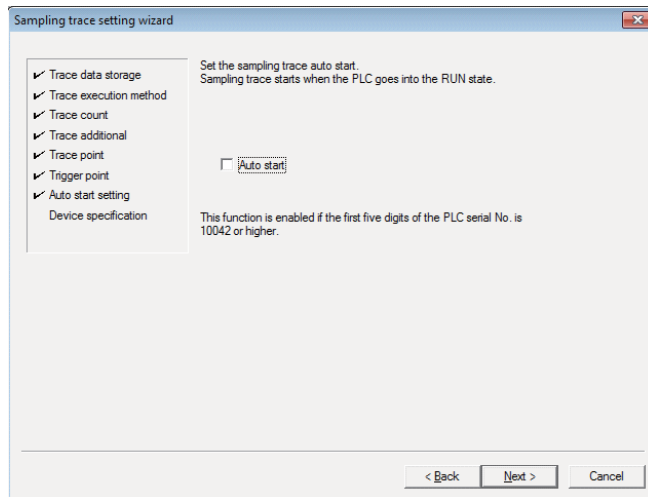 Sampling trace setting wizard
Trace data storage
Trace execution method
Trace count
Trace additional
Trace point
Trigger point
Auto start setting
Device specification
Set the sampling trace auto start.
Sampling trace starts when the PLC goes into the RUN state.
Auto start
This function is enabled if the first five digits of the PLC serial No. is
10042 or higher.
< Back
Next >
Cancel